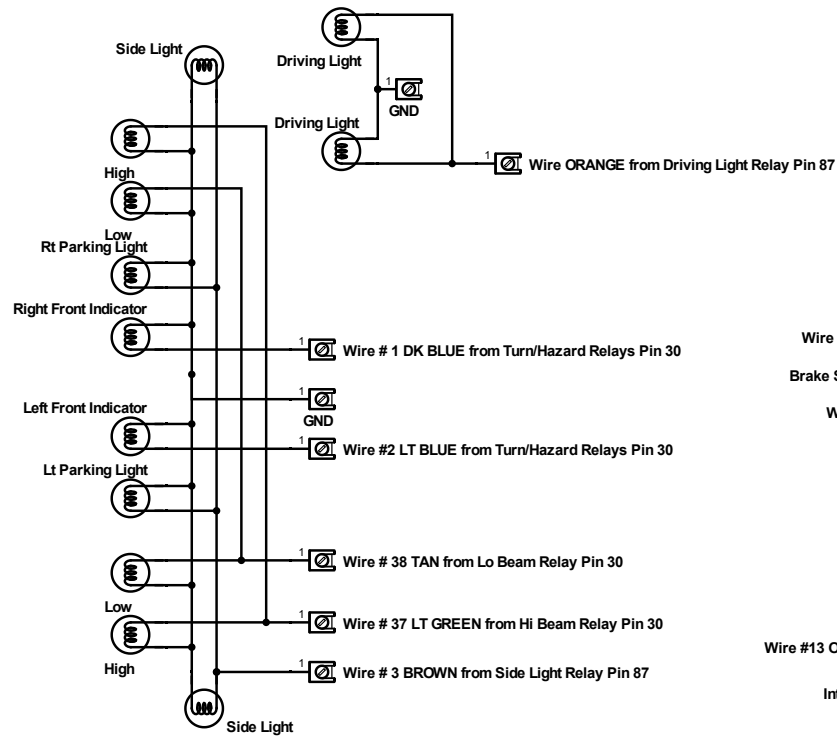 Side Light
Driving Light
1
GND
Driving Light
1
Wire ORANGE from Driving Light Relay Pin 87
High
Low
Rt Parking Light
Right Front Indicator
1
Wire # 1 DK BLUE from Turn/Hazard Relays Pin 30
Wire
Brake S
1
GND
W
Left Front Indicator
1
Wire #2 LT BLUE from Turn/Hazard Relays Pin 30
Lt Parking Light
1
Wire # 38 TAN from Lo Beam Relay Pin 30
Low
1
Wire # 37 LT GREEN from Hi Beam Relay Pin 30
High
Wire #13 O
1
Wire # 3 BROWN from Side Light Relay Pin 87
Int
Side Light